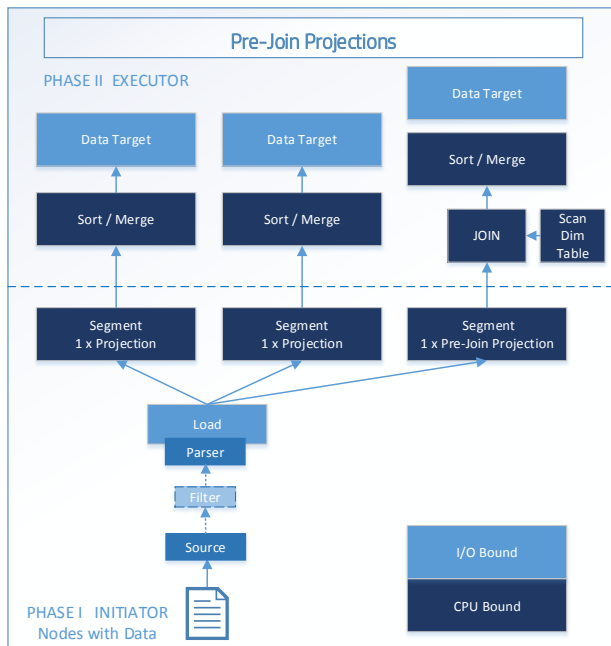 Pre-Join Projections
PHASE II EXECUTOR
Data Target
Data Target
Data Target
Sort / Merge
Sort / Merge
Sort / Merge
JOIN
Scan
Dim
Table
Segment
1 x Projection
Segment
1 x Projection
Segment
1 x Pre-Join Projection
Load
Parser
Filter
Source
I/O Bound
CPU Bound
PHASE I INITIATOR
Nodes with Data